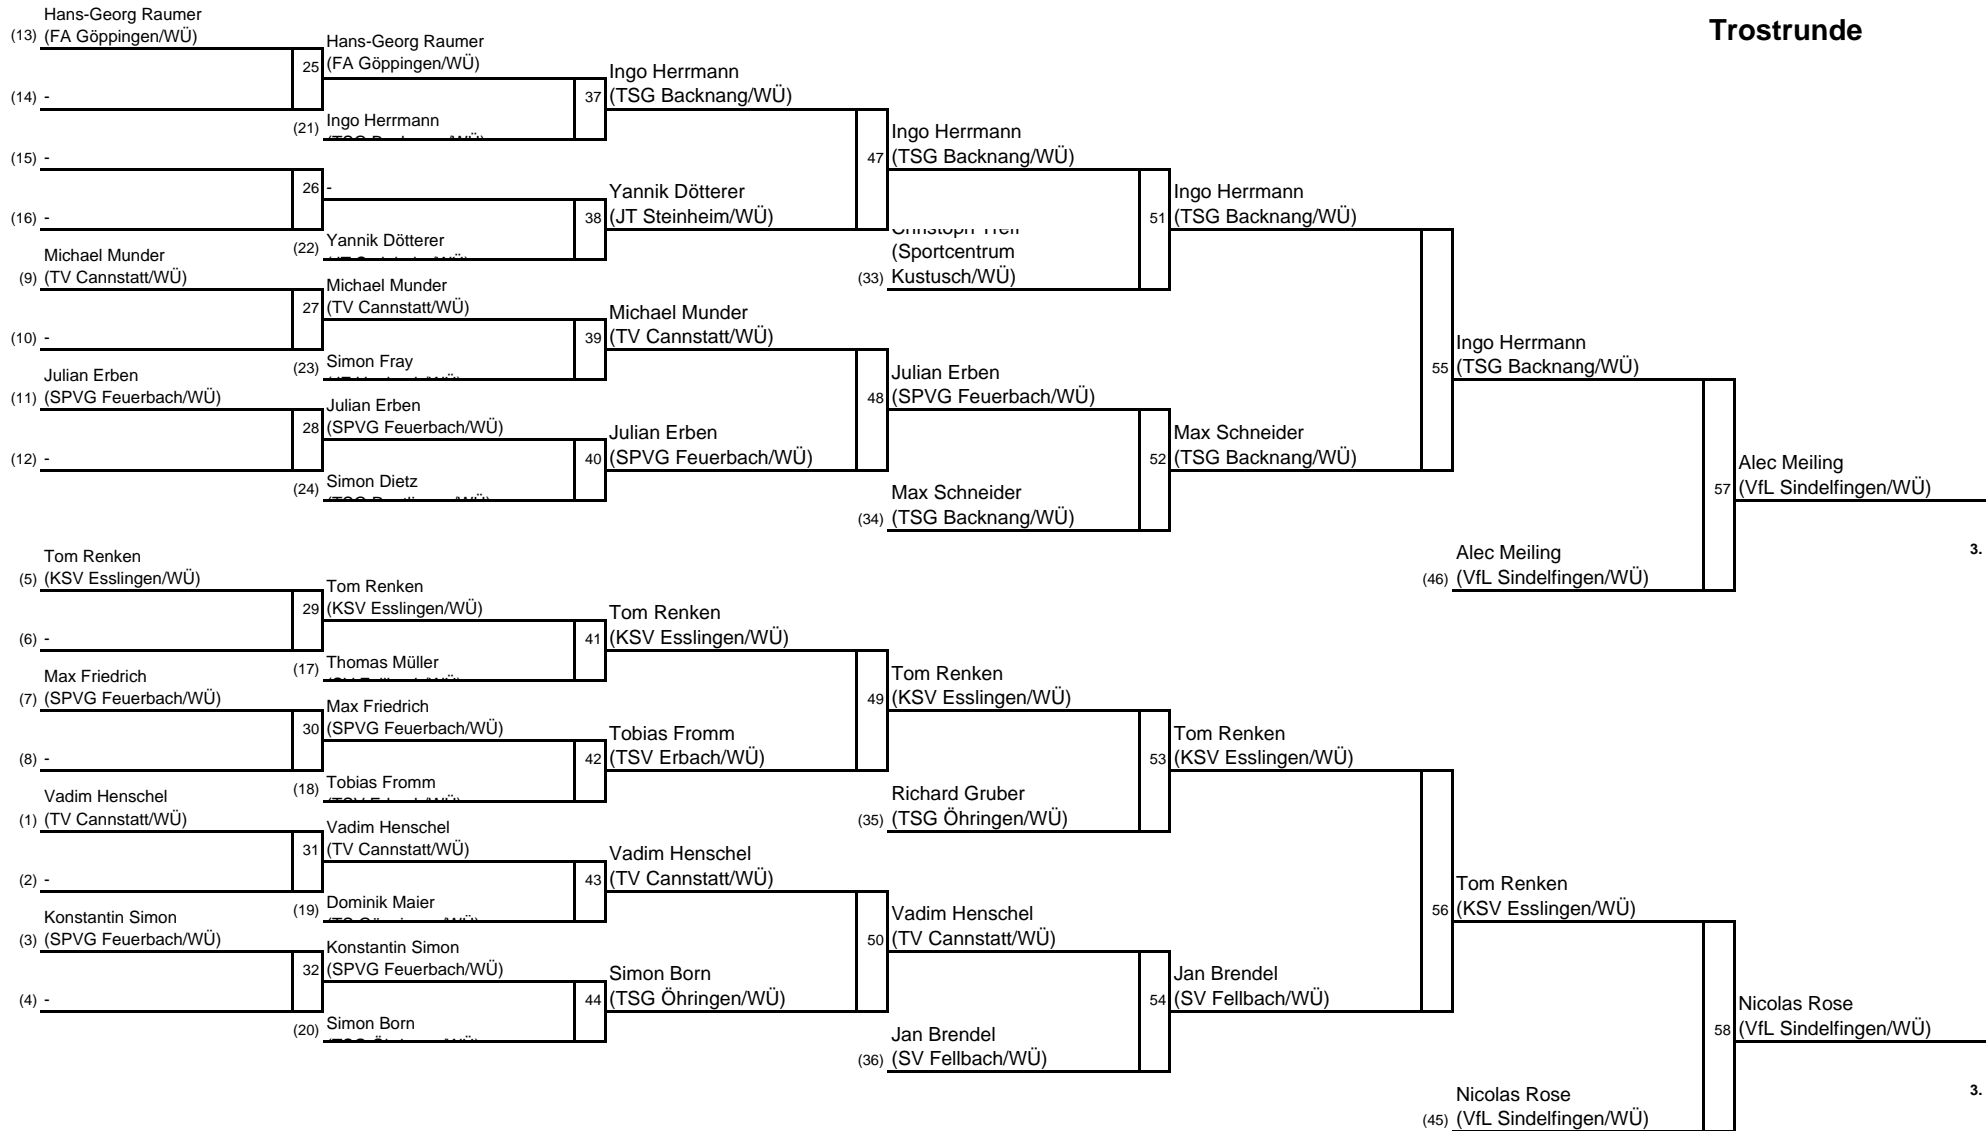 Trostrunde
Hans-Georg Raumer
(13) (FA Göppingen/WÜ)
(14) -
(15) -
(16) -
Michael Munder
(9) (TV Cannstatt/WÜ)
(10) -
Julian Erben
(11) (SPVG Feuerbach/WÜ)
(12) -
Tom Renken
(5) (KSV Esslingen/WÜ)
(6) -
Max Friedrich
(7) (SPVG Feuerbach/WÜ)
(8) -
Vadim Henschel
(1) (TV Cannstatt/WÜ)
(2) -
Konstantin Simon
(3) (SPVG Feuerbach/WÜ)
(4) -
Hans-Georg Raumer
25 (FA Göppingen/WÜ)
(21) Ingo Herrmann
26 -
(22) Yannik Dötterer
Michael Munder
27 (TV Cannstatt/WÜ)
(23) Simon Fray
Julian Erben
28 (SPVG Feuerbach/WÜ)
(24) Simon Dietz
Tom Renken
29 (KSV Esslingen/WÜ)
(17) Thomas Müller
Max Friedrich
30 (SPVG Feuerbach/WÜ)
(18) Tobias Fromm
Vadim Henschel
31 (TV Cannstatt/WÜ)
(19) Dominik Maier
Konstantin Simon
32 (SPVG Feuerbach/WÜ)
(20) Simon Born
Ingo Herrmann
37 (TSG Backnang/WÜ)
Yannik Dötterer
38 (JT Steinheim/WÜ)
Michael Munder
39 (TV Cannstatt/WÜ)
Julian Erben
40 (SPVG Feuerbach/WÜ)
Tom Renken
41 (KSV Esslingen/WÜ)
Tobias Fromm
42 (TSV Erbach/WÜ)
Vadim Henschel
43 (TV Cannstatt/WÜ)
Simon Born
44 (TSG Öhringen/WÜ)
Ingo Herrmann
47 (TSG Backnang/WÜ)
(Sportcentrum
(33) Kustusch/WÜ)
Julian Erben
48 (SPVG Feuerbach/WÜ)
Max Schneider
(34) (TSG Backnang/WÜ)
Tom Renken
49 (KSV Esslingen/WÜ)
Richard Gruber
(35) (TSG Öhringen/WÜ)
Vadim Henschel
50 (TV Cannstatt/WÜ)
Jan Brendel
(36) (SV Fellbach/WÜ)
Ingo Herrmann
51 (TSG Backnang/WÜ)
Max Schneider
52 (TSG Backnang/WÜ)
Tom Renken
53 (KSV Esslingen/WÜ)
Jan Brendel
54 (SV Fellbach/WÜ)
Ingo Herrmann
55 (TSG Backnang/WÜ)
Alec Meiling
(46) (VfL Sindelfingen/WÜ)
Tom Renken
56 (KSV Esslingen/WÜ)
Nicolas Rose
(45) (VfL Sindelfingen/WÜ)
Alec Meiling
57 (VfL Sindelfingen/WÜ)
3.
Nicolas Rose
58 (VfL Sindelfingen/WÜ)
3.